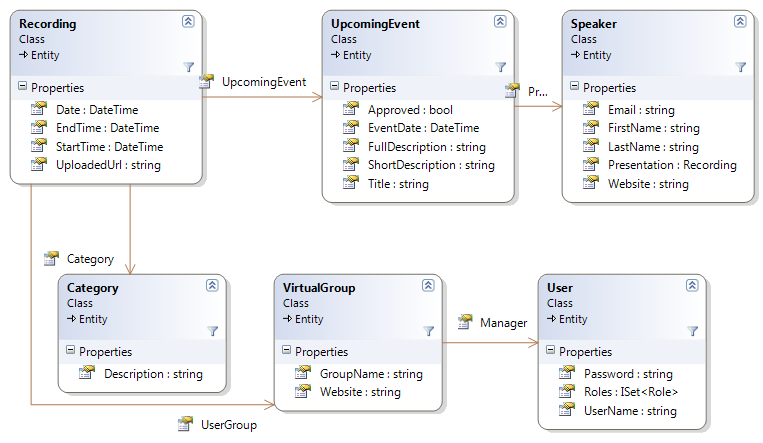 Recording
Class
Entity
Properties
Date : DateTime
EndTime : DateTime
StartTime : DateTime
UploadedUrl : string
UpcomingEvent
UpcomingEvent
Class
Entity
Properties
Approved : bool
EventDate : DateTime
FullDescription : string
ShortDescription : string
Title : string
Pr...
Speaker
Class
Entity
Properties
Email : string
FirstName : string
LastName : string
Presentation : Recording
Website : string
Category
Category
Class
Entity
Properties
Description : string
UserGroup
VirtualGroup
Class
Entity
Properties
GroupName : string
Website : string
Manager
User
Class
Entity
Properties
Password : string
Roles : ISet<Role>
UserName : string